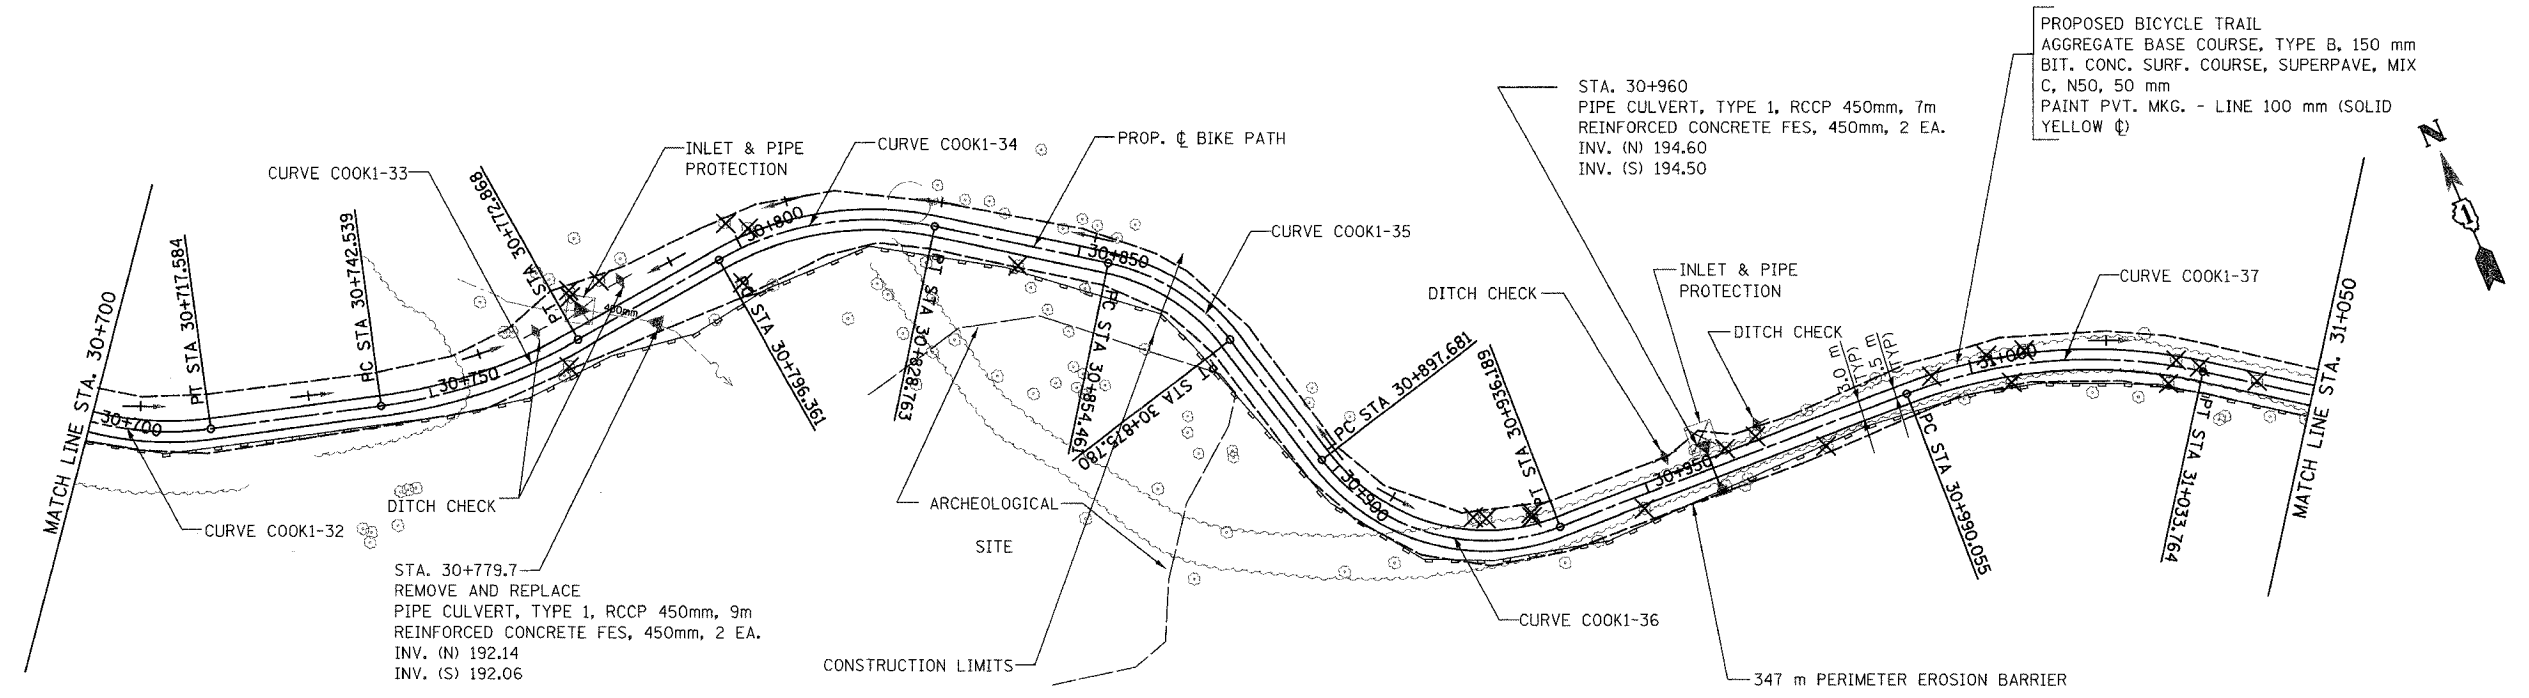 PROPOSED BICYCLE TRAIL
AGGREGATE BASE COURSE, TYPE B, 150 mm
BIT. CONC. SURF. COURSE, SUPERPAVE, MIX
C, N50, 50 mm
PAINT PVT. MKG. - LINE 100 mm (SOLID
YELLOW ℄)
STA. 30+960
PIPE CULVERT, TYPE 1, RCCP 450mm, 7m
REINFORCED CONCRETE FES, 450mm, 2 EA.
INV. (N) 194.60
INV. (S) 194.50
N
1
INLET & PIPE
PROTECTION
CURVE COOK1-34
PROP. ℄ BIKE PATH
CURVE COOK1-33
CURVE COOK1-35
INLET & PIPE
PROTECTION
CURVE COOK1-37
DITCH CHECK
DITCH CHECK
MATCH LINE STA. 30+700
PT STA 30+717.584
PC STA 30+742.539
PT STA 30+772.868
PC STA 30+796.361
PT STA 30+828.763
PC STA 30+854.461
PT STA 30+875.780
PC STA 30+897.681
PT STA 30+936.189
PC STA 30+990.055
PT STA 31+033.764
MATCH LINE STA. 31+050
30+700
30+750
30+800
30+850
30+900
30+950
31+000
3.0 m
(TYP)
1.5 m
(TYP)
DITCH CHECK
CURVE COOK1-32
ARCHEOLOGICAL
SITE
STA. 30+779.7
REMOVE AND REPLACE
PIPE CULVERT, TYPE 1, RCCP 450mm, 9m
REINFORCED CONCRETE FES, 450mm, 2 EA.
INV. (N) 192.14
INV. (S) 192.06
CONSTRUCTION LIMITS
CURVE COOK1-36
347 m PERIMETER EROSION BARRIER